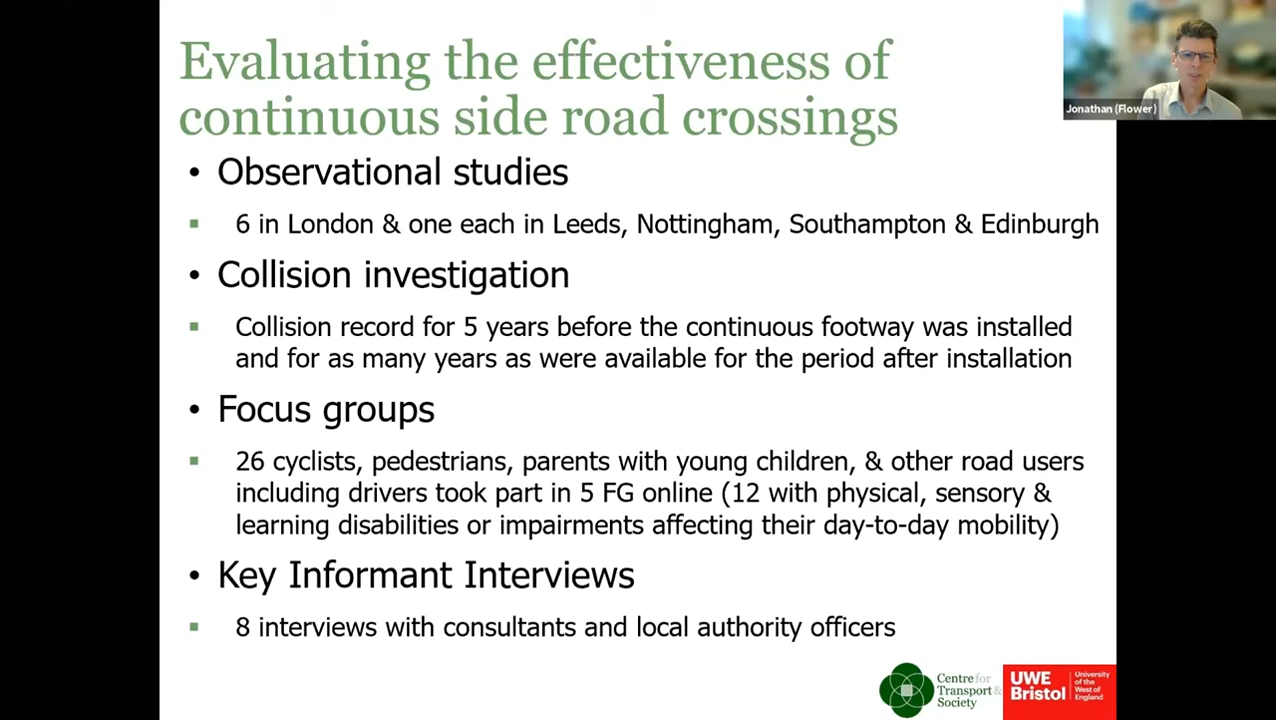 Evaluating the effectiveness of
continuous side road crossings
Jonathan (Flower)
• Observational studies
▪ 6 in London & one each in Leeds, Nottingham, Southampton & Edinburgh
• Collision investigation
▪ Collision record for 5 years before the continuous footway was installed
and for as many years as were available for the period after installation
• Focus groups
▪ 26 cyclists, pedestrians, parents with young children, & other road users
including drivers took part in 5 FG online (12 with physical, sensory &
learning disabilities or impairments affecting their day-to-day mobility)
• Key Informant Interviews
▪ 8 interviews with consultants and local authority officers
Centre for
Transport &
Society
UWE
Bristol
University
of the
West of
England